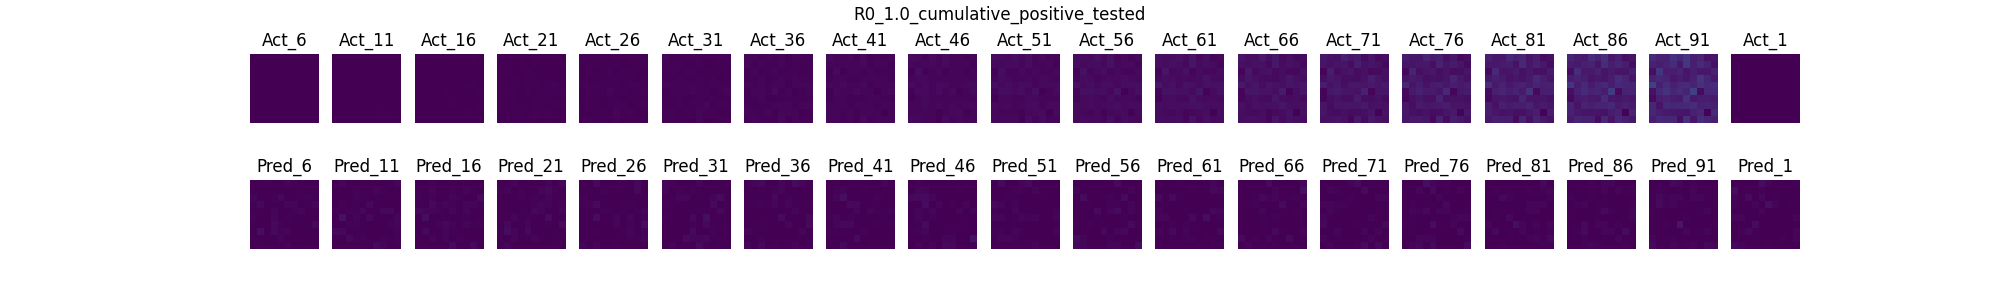 R0_1.0_cumulative_positive_tested
Act_6 Act_11 Act_16 Act_21 Act_26 Act_31 Act_36 Act_41 Act_46 Act_51 Act_56 Act_61 Act_66 Act_71 Act_76 Act_81 Act_86 Act_91 Act_1
Pred_6 Pred_11 Pred_16 Pred_21 Pred_26 Pred_31 Pred_36 Pred_41 Pred_46 Pred_51 Pred_56 Pred_61 Pred_66 Pred_71 Pred_76 Pred_81 Pred_86 Pred_91 Pred_1